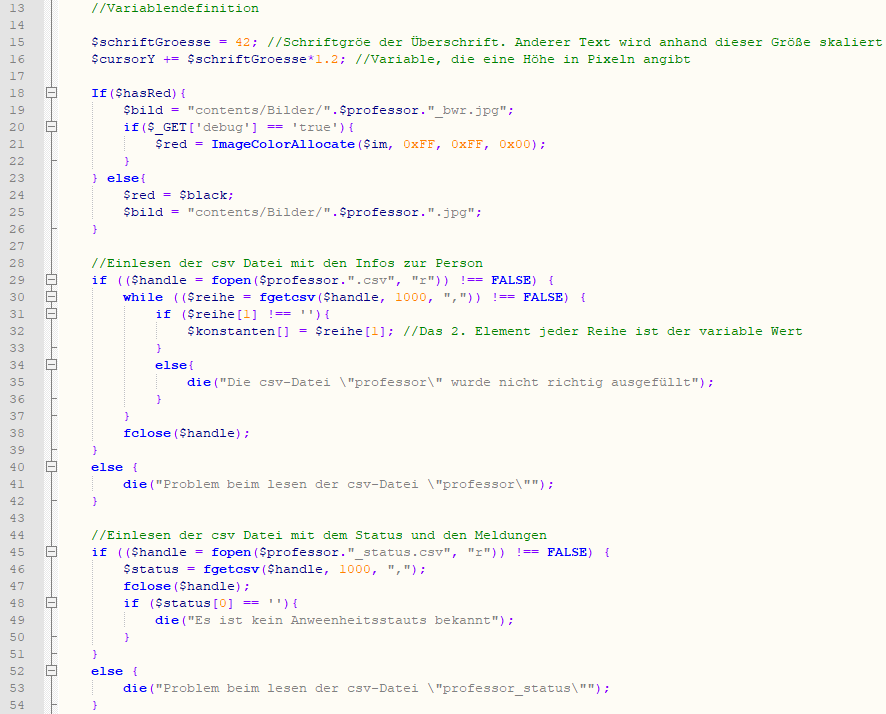 13 //Variablendefinition
14
15 $schriftGroesse = 42; //Schriftgröe der Überschrift. Anderer Text wird anhand dieser Größe skaliert
16 $cursorY += $schriftGroesse*1.2; //Variable, die eine Höhe in Pixeln angibt
17
18 If($hasRed){
19 $bild = "contents/Bilder/".$professor."_bwr.jpg";
20 if($_GET['debug'] == 'true'){
21 $red = ImageColorAllocate($im, 0xFF, 0xFF, 0x00);
22 }
23 } else{
24 $red = $black;
25 $bild = "contents/Bilder/".$professor.".jpg";
26 }
27
28 //Einlesen der csv Datei mit den Infos zur Person
29 if (($handle = fopen($professor.".csv", "r")) !== FALSE) {
30 while (($reihe = fgetcsv($handle, 1000, ",")) !== FALSE) {
31 if ($reihe[1] !== ''){
32 $konstanten[] = $reihe[1]; //Das 2. Element jeder Reihe ist der variable Wert
33 }
34 else{
35 die("Die csv-Datei \"professor\" wurde nicht richtig ausgefüllt");
36 }
37 }
38 fclose($handle);
39 }
40 else {
41 die("Problem beim lesen der csv-Datei \"professor\"");
42 }
43
44 //Einlesen der csv Datei mit dem Status und den Meldungen
45 if (($handle = fopen($professor."_status.csv", "r")) !== FALSE) {
46 $status = fgetcsv($handle, 1000, ",");
47 fclose($handle);
48 if ($status[0] == ''){
49 die("Es ist kein Anweenheitsstauts bekannt");
50 }
51 }
52 else {
53 die("Problem beim lesen der csv-Datei \"professor_status\"");
54 }